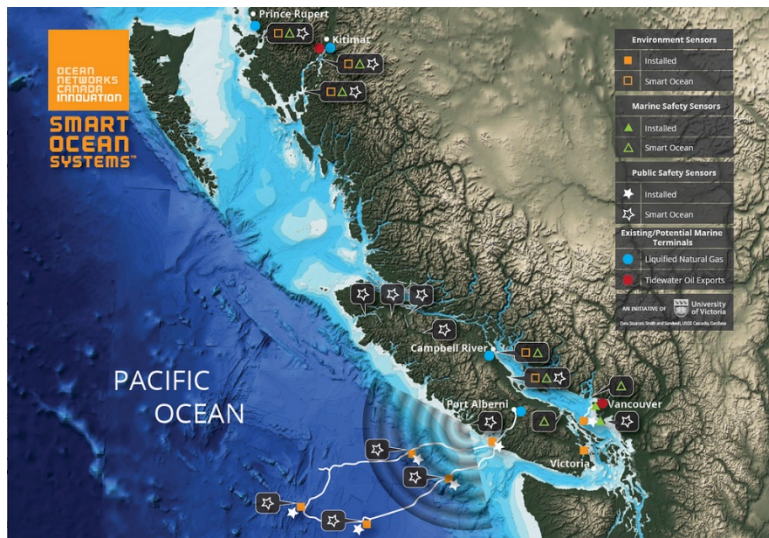 Prince Rupert
Kitimat
OCEAN
NETWORKS
CANADA
INNOVATION
SMART
OCEAN
SYSTEMS™
Environment Sensors
Installed
Smart Ocean
Marine Safety Sensors
Installed
Smart Ocean
Public Safety Sensors
Installed
Smart Ocean
Existing/Potential Marine
Terminals
Liquified Natural Gas
Tidewater Oil Exports
AN INITIATIVE OF
University
of Victoria
Campbell River
PACIFIC
OCEAN
Port Alberni
Vancouver
Victoria